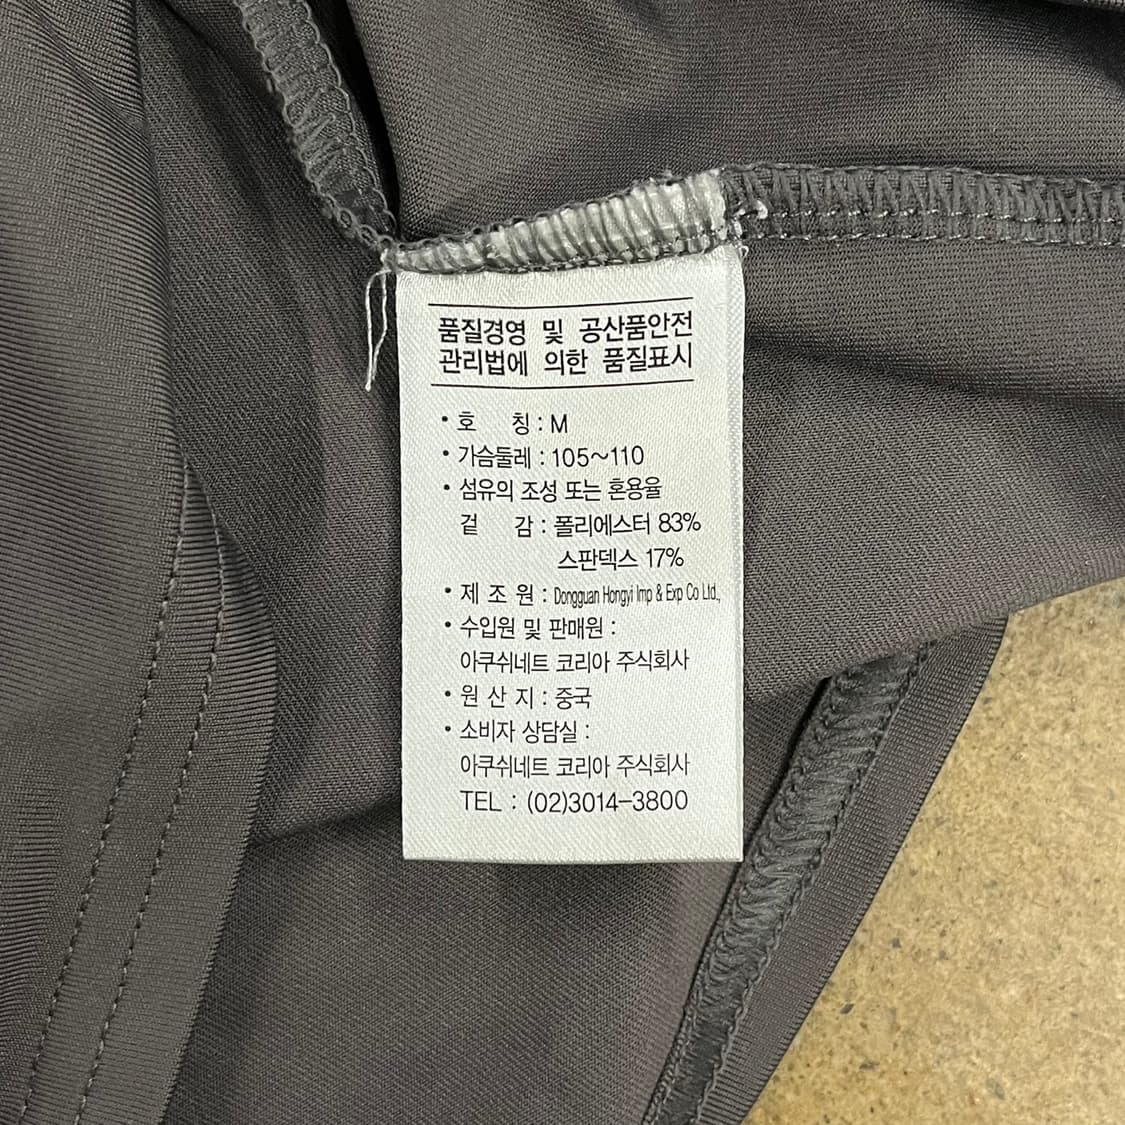 품질경영 및 공산품안전
관리법에 의한 품질표시
• 호 칭 : M
• 가슴둘레 : 105~110
• 섬유의 조성 또는 혼용율
겉 감 : 폴리에스터 83%
스판덱스 17%
• 제 조 원 : Dongguan Hongyi Imp & Exp Co Ltd.,
• 수입원 및 판매원 :
아쿠쉬네트 코리아 주식회사
• 원 산 지 : 중국
• 소비자 상담실 :
아쿠쉬네트 코리아 주식회사
TEL : (02)3014-3800